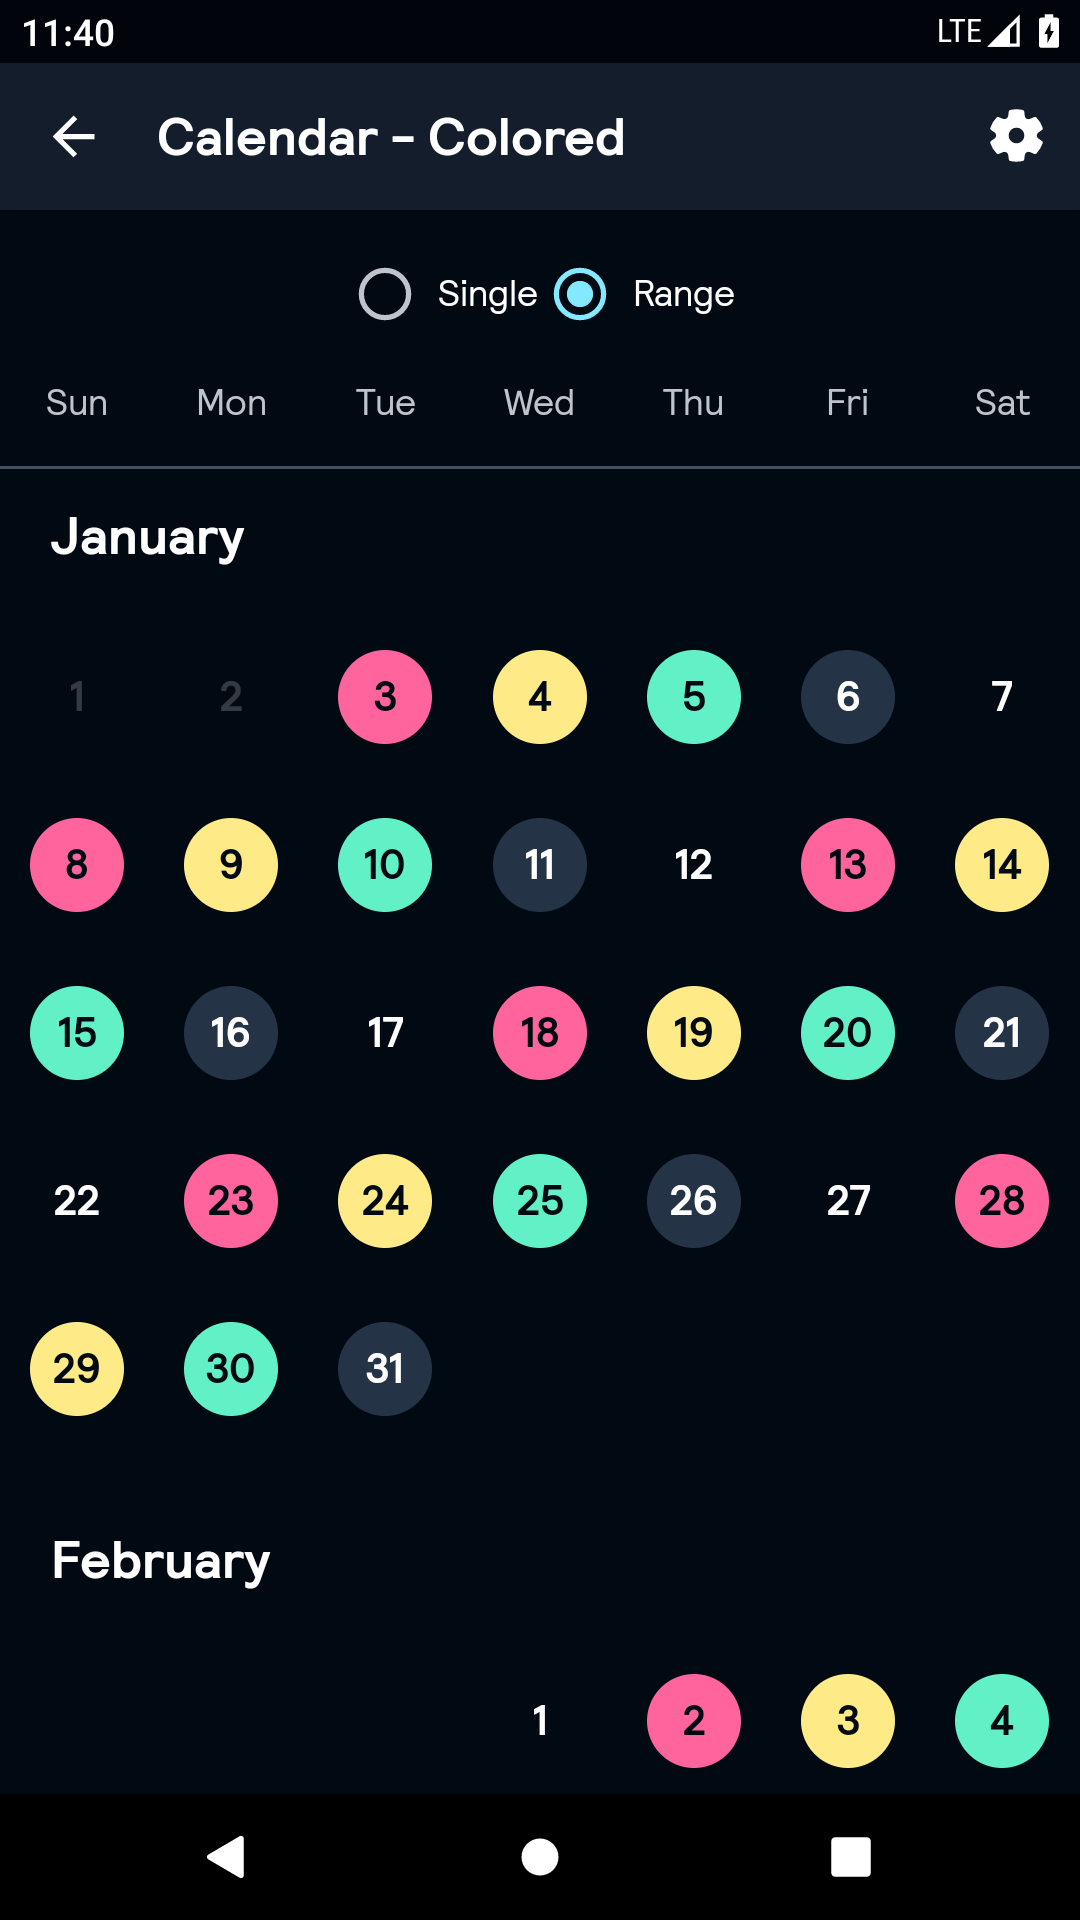 11:40 LTE
Calendar - Colored
Single Range
Sun Mon Tue Wed Thu Fri Sat
January
1 2 3 4 5 6 7
8 9 10 11 12 13 14
15 16 17 18 19 20 21
22 23 24 25 26 27 28
29 30 31
February
1 2 3 4